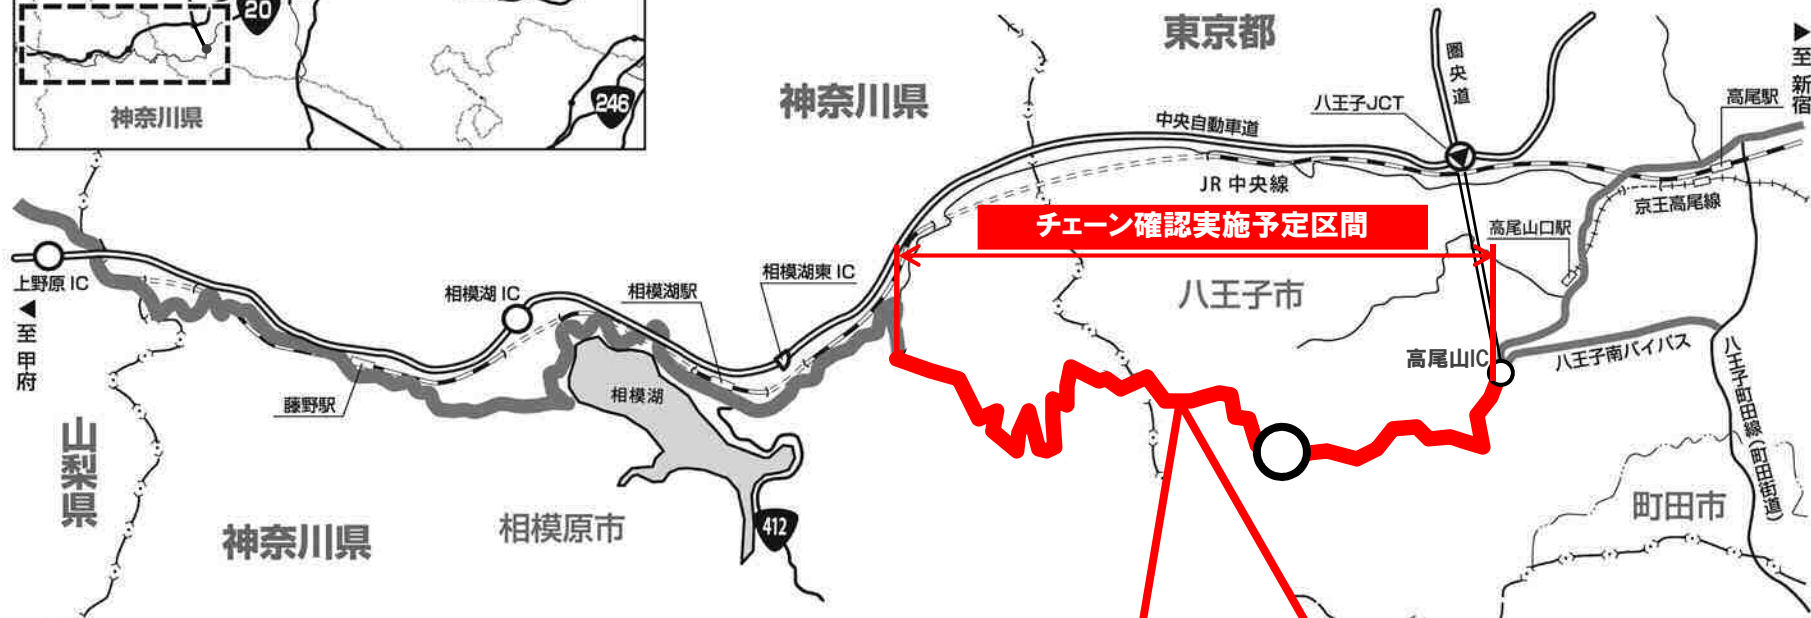 20
神奈川県
246
東京都
神奈川県
圏央道
▶至 新宿
高尾駅
八王子JCT
中央自動車道
JR 中央線
京王高尾線
チェーン確認実施予定区間
高尾山口駅
八王子市
上野原 IC
◀至 甲府
相模湖 IC
相模湖駅
相模湖東 IC
高尾山IC
八王子南バイパス
八王子町田線(町田街道)
藤野駅
相模湖
山梨県
神奈川県
相模原市
412
町田市